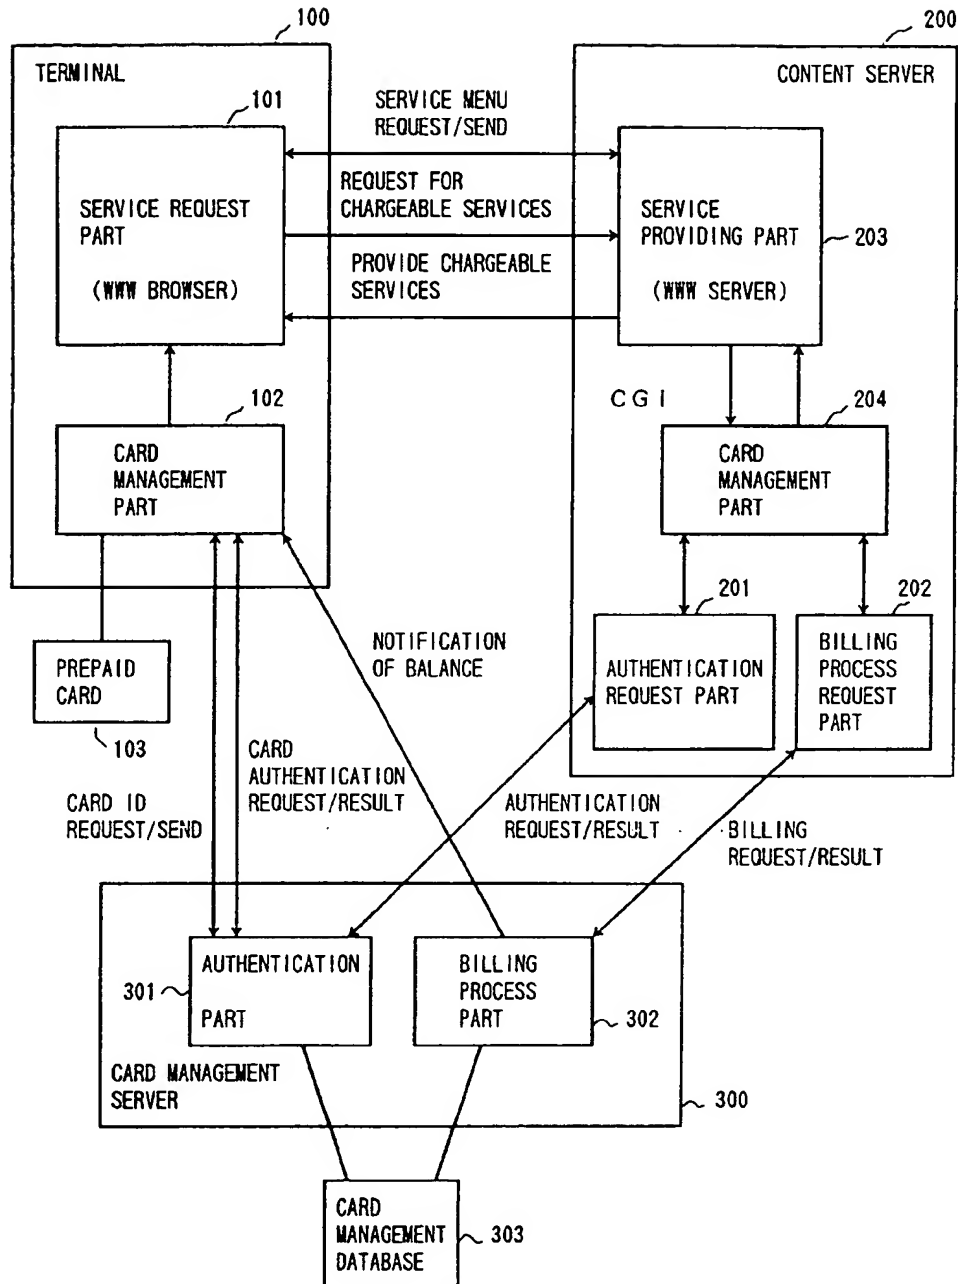 100
200
TERMINAL
CONTENT SERVER
101
SERVICE MENU
REQUEST/SEND
SERVICE REQUEST
PART
(WWW BROWSER)
REQUEST FOR
CHARGEABLE SERVICES
PROVIDE CHARGEABLE
SERVICES
SERVICE
PROVIDING PART
(WWW SERVER)
203
102
CGI
204
CARD
MANAGEMENT
PART
CARD
MANAGEMENT
PART
201
202
PREPAID
CARD
103
NOTIFICATION
OF BALANCE
AUTHENTICATION
REQUEST PART
BILLING
PROCESS
REQUEST
PART
CARD ID
REQUEST/SEND
CARD
AUTHENTICATION
REQUEST/RESULT
AUTHENTICATION
REQUEST/RESULT
BILLING
REQUEST/RESULT
301
AUTHENTICATION
PART
BILLING
PROCESS
PART
302
CARD MANAGEMENT
SERVER
300
CARD
MANAGEMENT
DATABASE
303